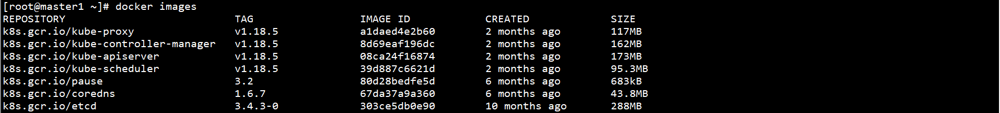 [root@master1 ~]# docker images
REPOSITORY TAG IMAGE ID CREATED SIZE
k8s.gcr.io/kube-proxy v1.18.5 a1daed4e2b60 2 months ago 117MB
k8s.gcr.io/kube-controller-manager v1.18.5 8d69eaf196dc 2 months ago 162MB
k8s.gcr.io/kube-apiserver v1.18.5 08ca24f16874 2 months ago 173MB
k8s.gcr.io/kube-scheduler v1.18.5 39d887c6621d 2 months ago 95.3MB
k8s.gcr.io/pause 3.2 80d28bedfe5d 6 months ago 683kB
k8s.gcr.io/coredns 1.6.7 67da37a9a360 6 months ago 43.8MB
k8s.gcr.io/etcd 3.4.3-0 303ce5db0e90 10 months ago 288MB